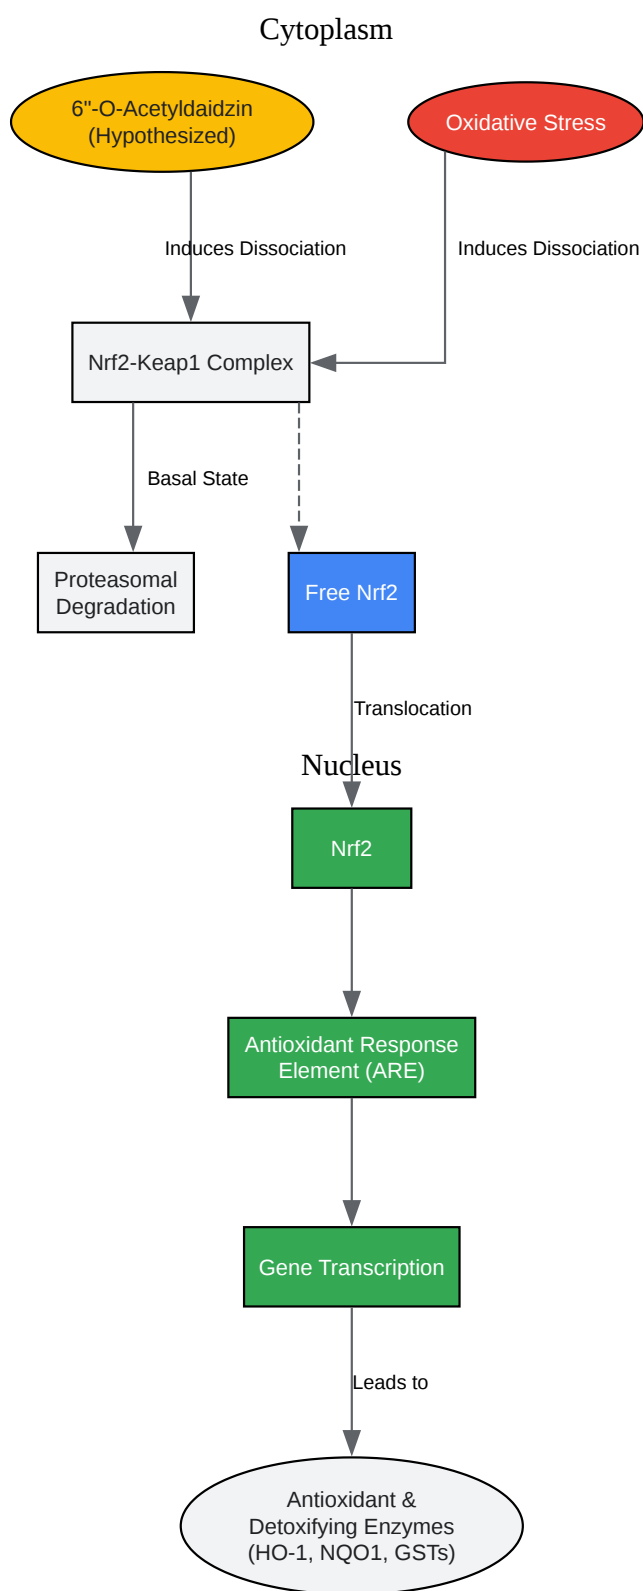 Cytoplasm
6"-O-Acetyldaidzin
(Hypothesized)
Oxidative Stress
Induces Dissociation
Induces Dissociation
Nrf2-Keap1 Complex
Basal State
Proteasomal
Degradation
Free Nrf2
Translocation
Nucleus
Nrf2
Antioxidant Response
Element (ARE)
Gene Transcription
Leads to
Antioxidant &
Detoxifying Enzymes
(HO-1, NQO1, GSTs)